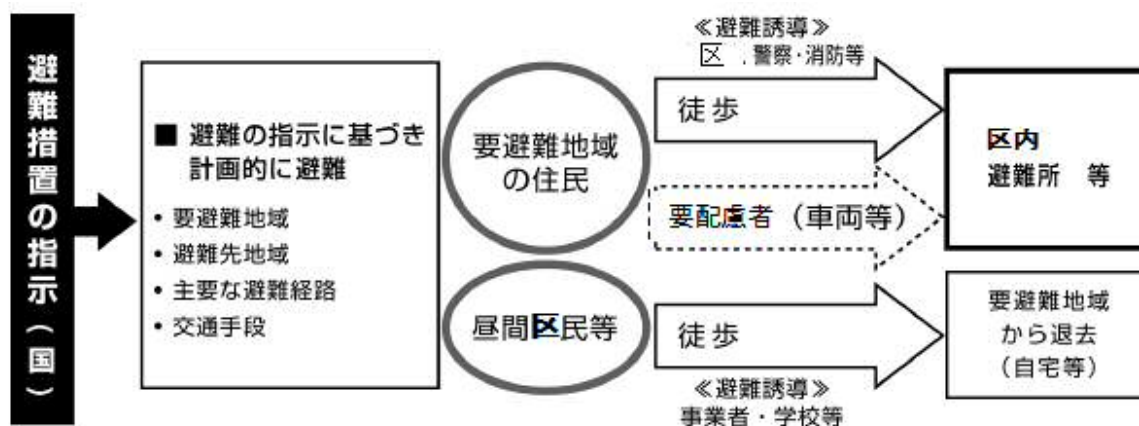 避難措置の指示（国）
■ 避難の指示に基づき
計画的に避難
• 要避難地域
• 避難先地域
• 主要な避難経路
• 交通手段
要避難地域
の住民
昼間区民等
≪避難誘導≫
区 ．警察・消防等
徒歩
要配慮者（車両等）
徒歩
≪避難誘導≫
事業者・学校等
区内
避難所　等
要避難地域
から退去
（自宅等）